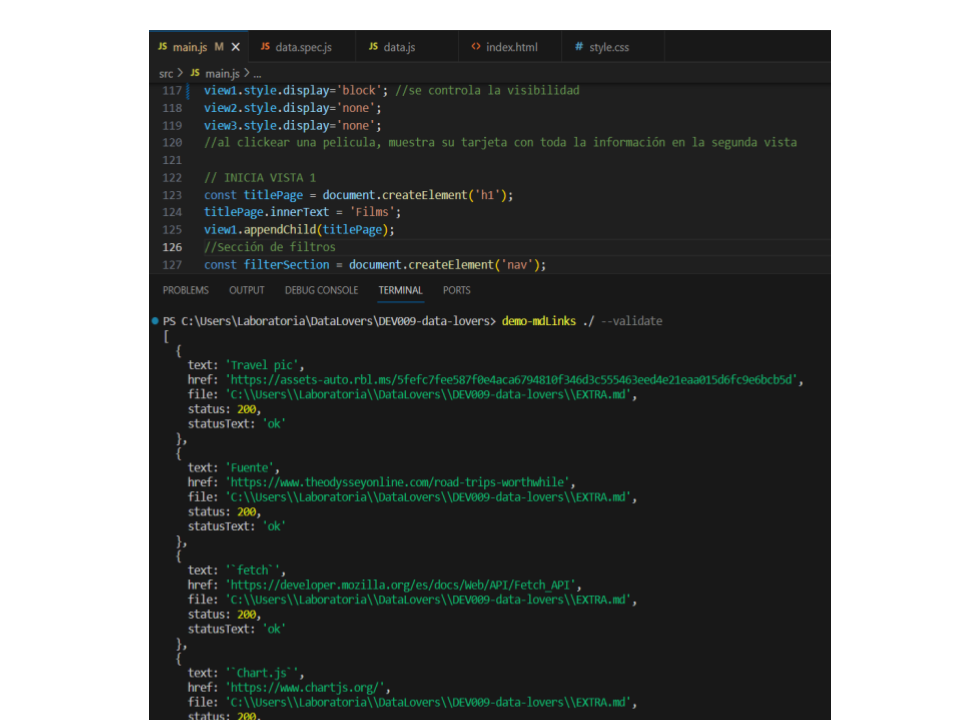 JS main.js M ✕ JS data.spec.js JS data.js <> index.html # style.css
src > JS main.js > ...
117 view1.style.display='block'; //se controla la visibilidad
118 view2.style.display='none';
119 view3.style.display='none';
120 //al clickear una pelicula, muestra su tarjeta con toda la información en la segunda vista
121
122 // INICIA VISTA 1
123 const titlePage = document.createElement('h1');
124 titlePage.innerText = 'Films';
125 view1.appendChild(titlePage);
126 //Sección de filtros
127 const filterSection = document.createElement('nav');
PROBLEMS OUTPUT DEBUG CONSOLE TERMINAL PORTS
PS C:\Users\Laboratoria\DataLovers\DEV009-data-lovers> demo-mdLinks ./ --validate
[
{
text: 'Travel pic',
href: 'https://assets-auto.rbl.ms/5fefc7fee587f0e4aca6794810f346d3c555463eed4e21eaa015d6fc9e6bcb5d',
file: 'C:\\Users\\Laboratoria\\DataLovers\\DEV009-data-lovers\\EXTRA.md',
status: 200,
statusText: 'ok'
},
{
text: 'Fuente',
href: 'https://www.theodysseyonline.com/road-trips-worthwhile',
file: 'C:\\Users\\Laboratoria\\DataLovers\\DEV009-data-lovers\\EXTRA.md',
status: 200,
statusText: 'ok'
},
{
text: '`fetch`',
href: 'https://developer.mozilla.org/es/docs/Web/API/Fetch_API',
file: 'C:\\Users\\Laboratoria\\DataLovers\\DEV009-data-lovers\\EXTRA.md',
status: 200,
statusText: 'ok'
},
{
text: '`Chart.js`',
href: 'https://www.chartjs.org/',
file: 'C:\\Users\\Laboratoria\\DataLovers\\DEV009-data-lovers\\EXTRA.md',
status: 200,